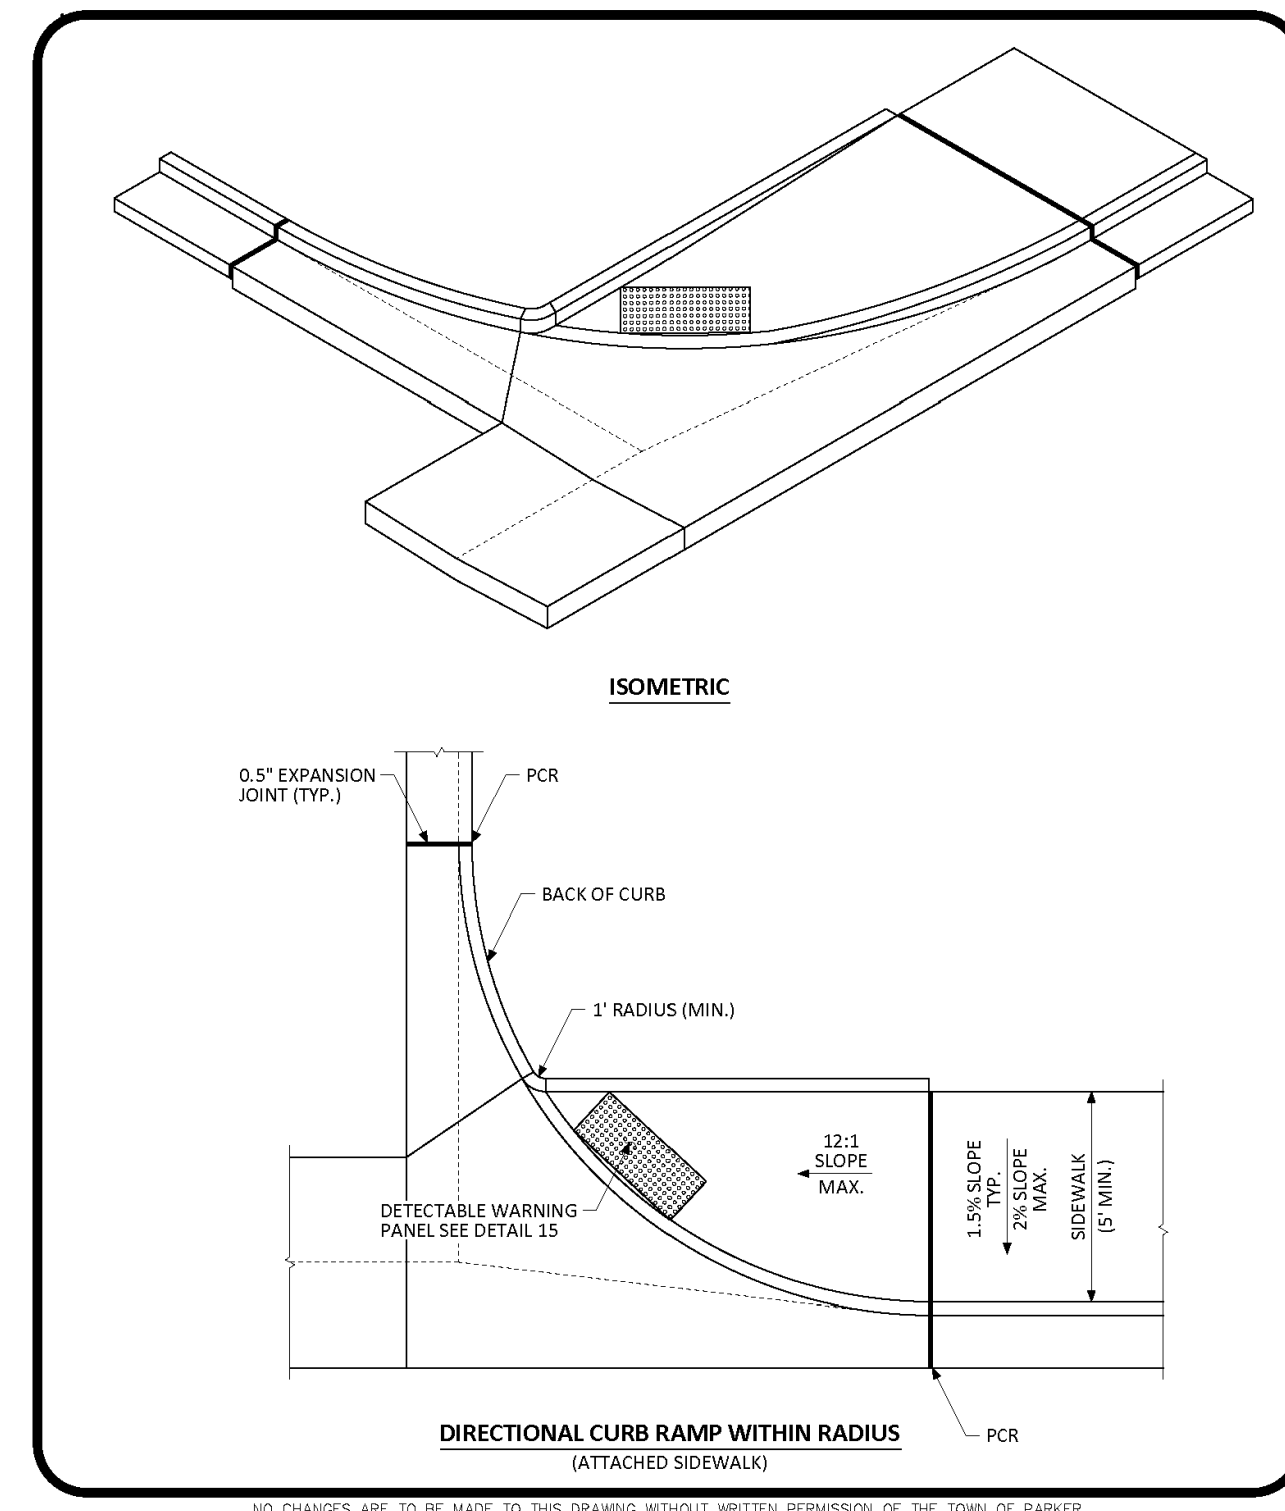 ISOMETRIC
0.5" EXPANSION
JOINT (TYP.)
PCR
BACK OF CURB
1' RADIUS (MIN.)
12:1
SLOPE
MAX.
1.5% SLOPE
TYP.
2% SLOPE
MAX.
SIDEWALK
(5' MIN.)
DETECTABLE WARNING
PANEL SEE DETAIL 15
PCR
DIRECTIONAL CURB RAMP WITHIN RADIUS
(ATTACHED SIDEWALK)
NO CHANGES ARE TO BE MADE TO THIS DRAWING WITHOUT WRITTEN PERMISSION OF THE TOWN OF PARKER